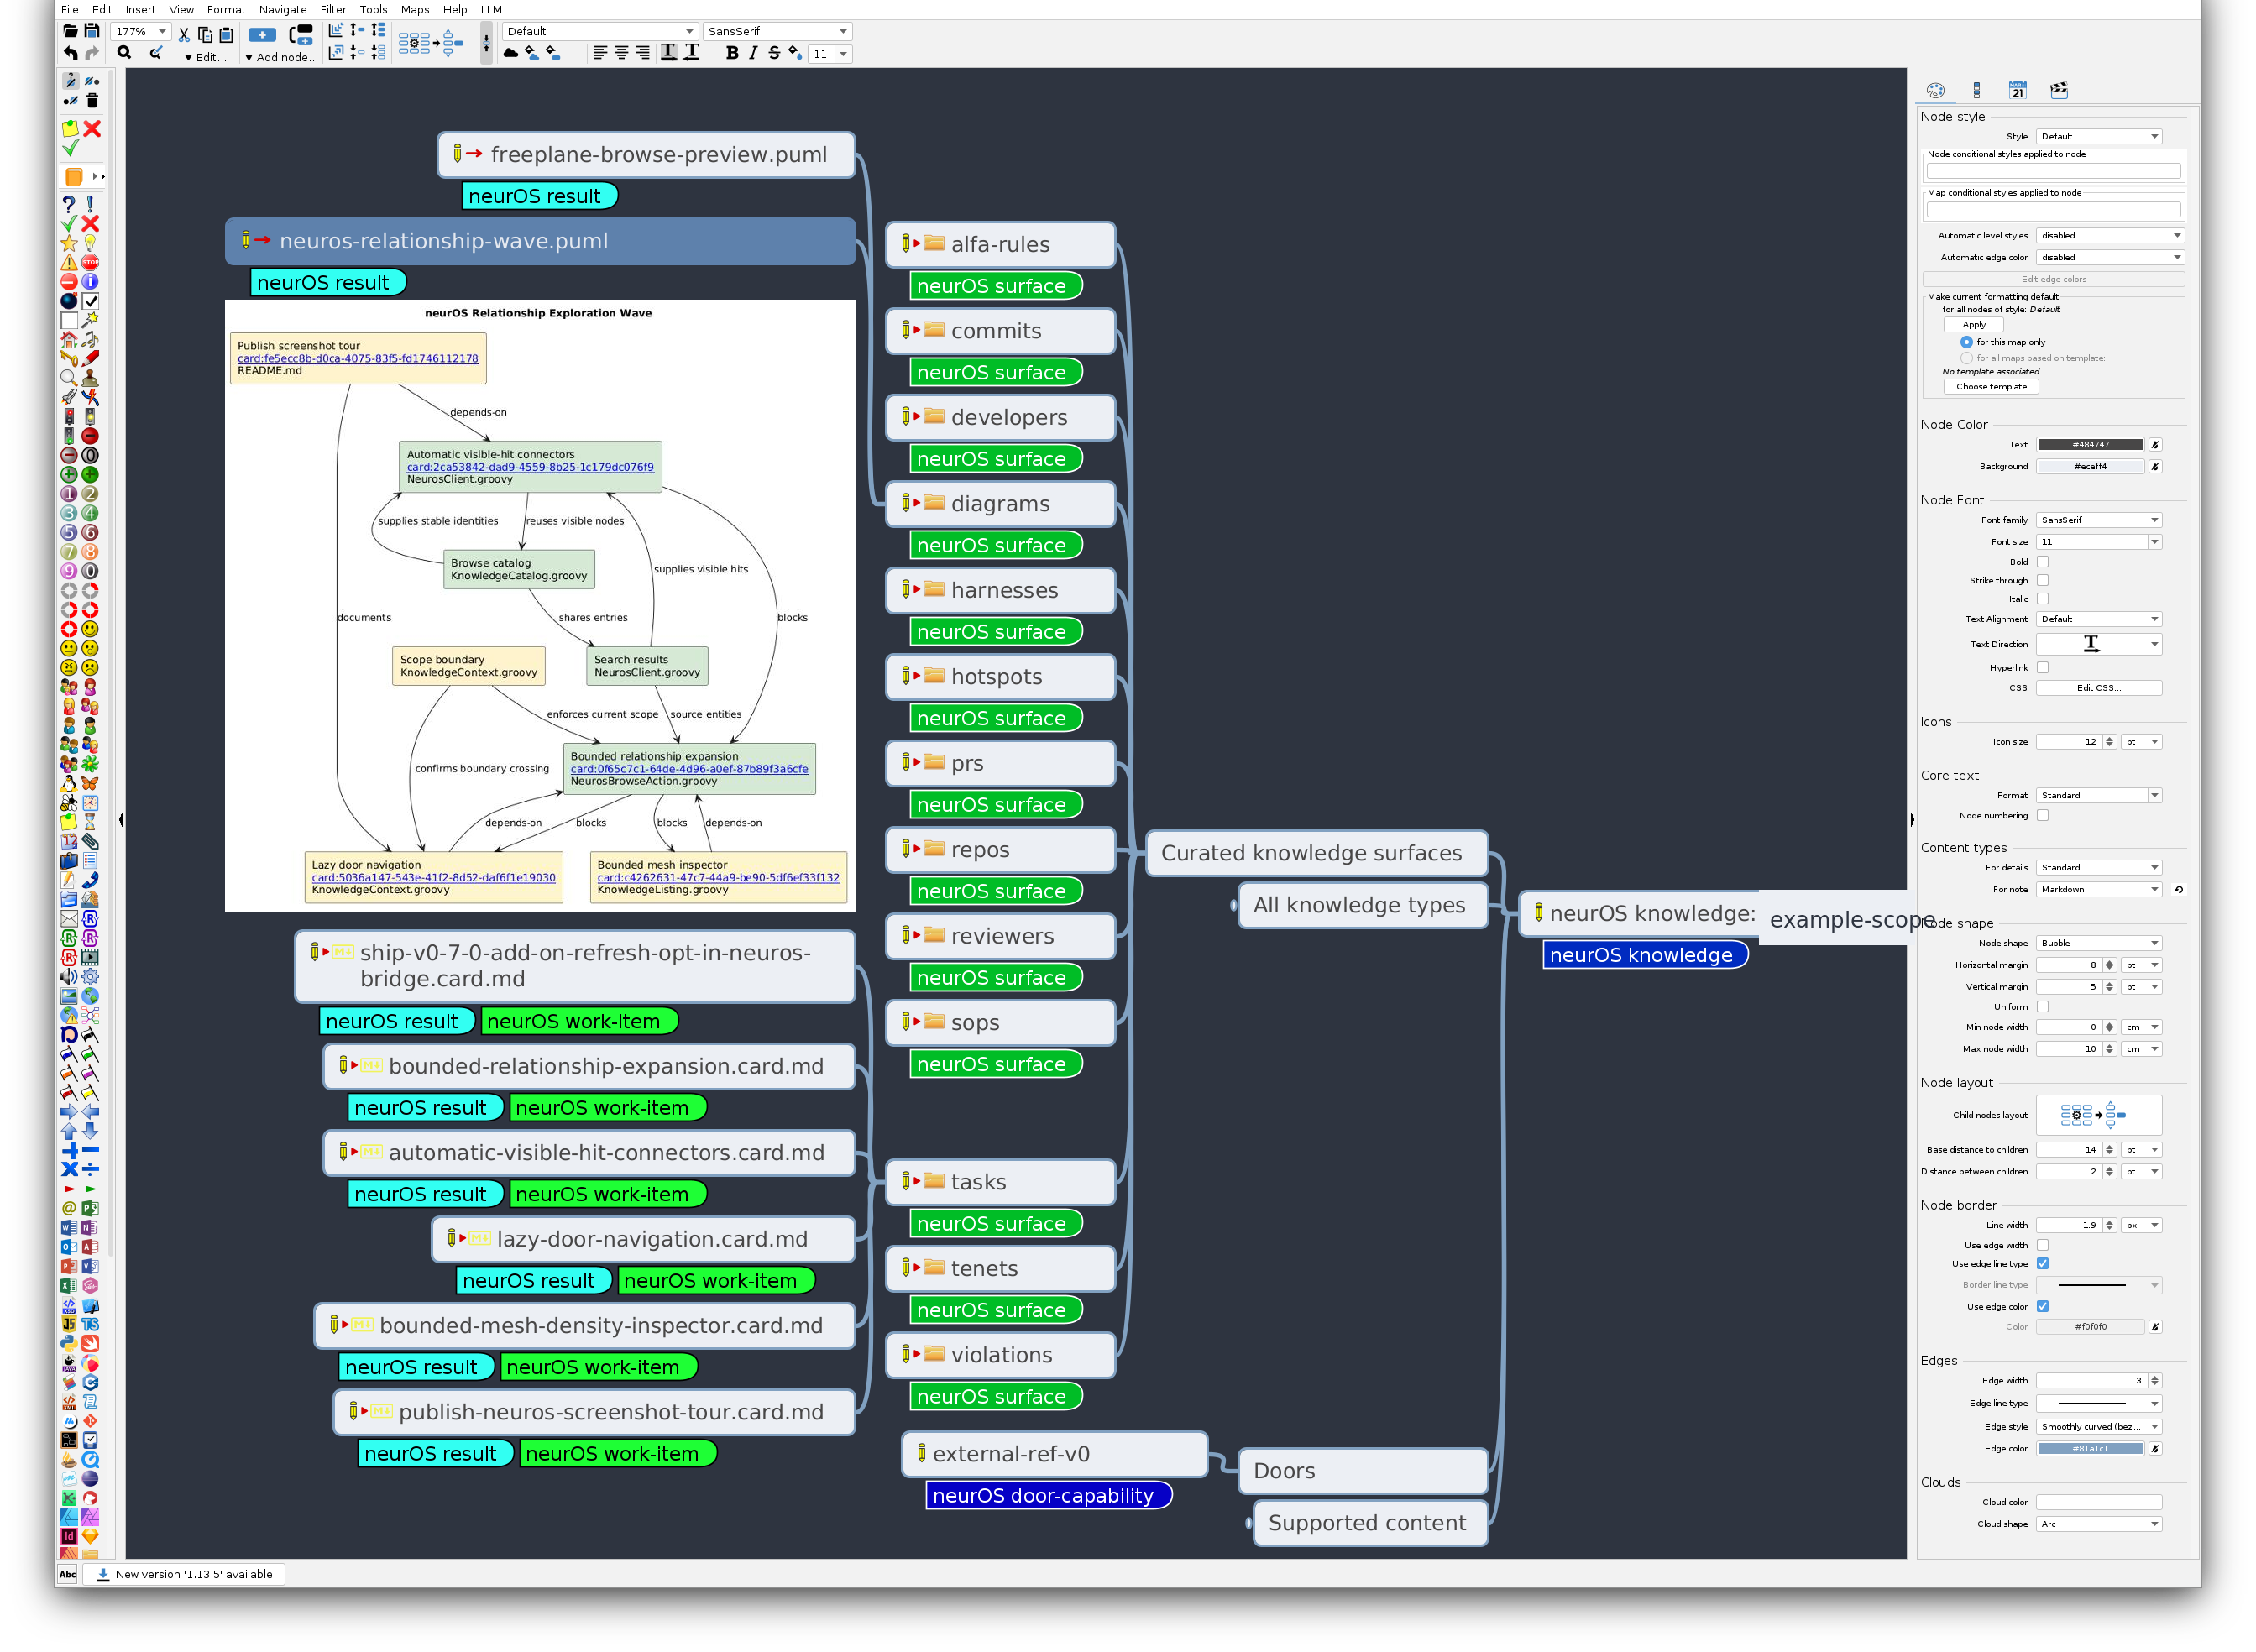 File Edit Insert View Format Navigate Filter Tools Maps Help LLM
177%
Default
SansSerif
Edit...
Add node...
B I S
11
freeplane-browse-preview.puml
neurOS result
neuros-relationship-wave.puml
neurOS result
neurOS Relationship Exploration Wave
Publish screenshot tour
card:fe5ecc8b-d0ca-4075-83f5-fd1746112178
README.md
depends-on
Automatic visible-hit connectors
card:2ca53842-dad9-4559-8b25-1c179dc076f9
NeurosClient.groovy
supplies stable identities
reuses visible nodes
Browse catalog
KnowledgeCatalog.groovy
supplies visible hits
documents
shares entries
blocks
Scope boundary
KnowledgeContext.groovy
Search results
NeurosClient.groovy
enforces current scope
source entities
Bounded relationship expansion
card:0f65c7c1-64de-4d96-a0ef-87b89f3a6cfe
NeurosBrowseAction.groovy
confirms boundary crossing
depends-on
blocks
blocks
depends-on
Lazy door navigation
card:5036a147-543e-41f2-8d52-daf6f1e19030
KnowledgeContext.groovy
Bounded mesh inspector
card:c4262631-47c7-44a9-be90-5df6ef33f132
KnowledgeListing.groovy
ship-v0-7-0-add-on-refresh-opt-in-neuros-
bridge.card.md
neurOS result neurOS work-item
bounded-relationship-expansion.card.md
neurOS result neurOS work-item
automatic-visible-hit-connectors.card.md
neurOS result neurOS work-item
lazy-door-navigation.card.md
neurOS result neurOS work-item
bounded-mesh-density-inspector.card.md
neurOS result neurOS work-item
publish-neuros-screenshot-tour.card.md
neurOS result neurOS work-item
alfa-rules
neurOS surface
commits
neurOS surface
developers
neurOS surface
diagrams
neurOS surface
harnesses
neurOS surface
hotspots
neurOS surface
prs
neurOS surface
repos
neurOS surface
reviewers
neurOS surface
sops
neurOS surface
tasks
neurOS surface
tenets
neurOS surface
violations
neurOS surface
external-ref-v0
neurOS door-capability
Curated knowledge surfaces
All knowledge types
Doors
Supported content
neurOS knowledge: example-scope
neurOS knowledge
Node style
Style Default
Node conditional styles applied to node
Map conditional styles applied to node
Automatic level styles disabled
Automatic edge color disabled
Edit edge colors
Make current formatting default
for all nodes of style: Default
Apply
for this map only
for all maps based on template:
No template associated
Choose template
Node Color
Text #484747
Background #eceff4
Node Font
Font family SansSerif
Font size 11
Bold
Strike through
Italic
Text Alignment Default
Text Direction T
Hyperlink
CSS Edit CSS...
Icons
Icon size 12 pt
Core text
Format Standard
Node numbering
Content types
For details Standard
For note Markdown
Node shape
Node shape Bubble
Horizontal margin 8 pt
Vertical margin 5 pt
Uniform
Min node width 0 cm
Max node width 10 cm
Node layout
Child nodes layout
Base distance to children 14 pt
Distance between children 2 pt
Node border
Line width 1.9 px
Use edge width
Use edge line type
Border line type
Use edge color
Color #f0f0f0
Edges
Edge width 3
Edge line type
Edge style Smoothly curved (bezi...
Edge color #81a1c1
Clouds
Cloud color
Cloud shape Arc
Abc
New version '1.13.5' available